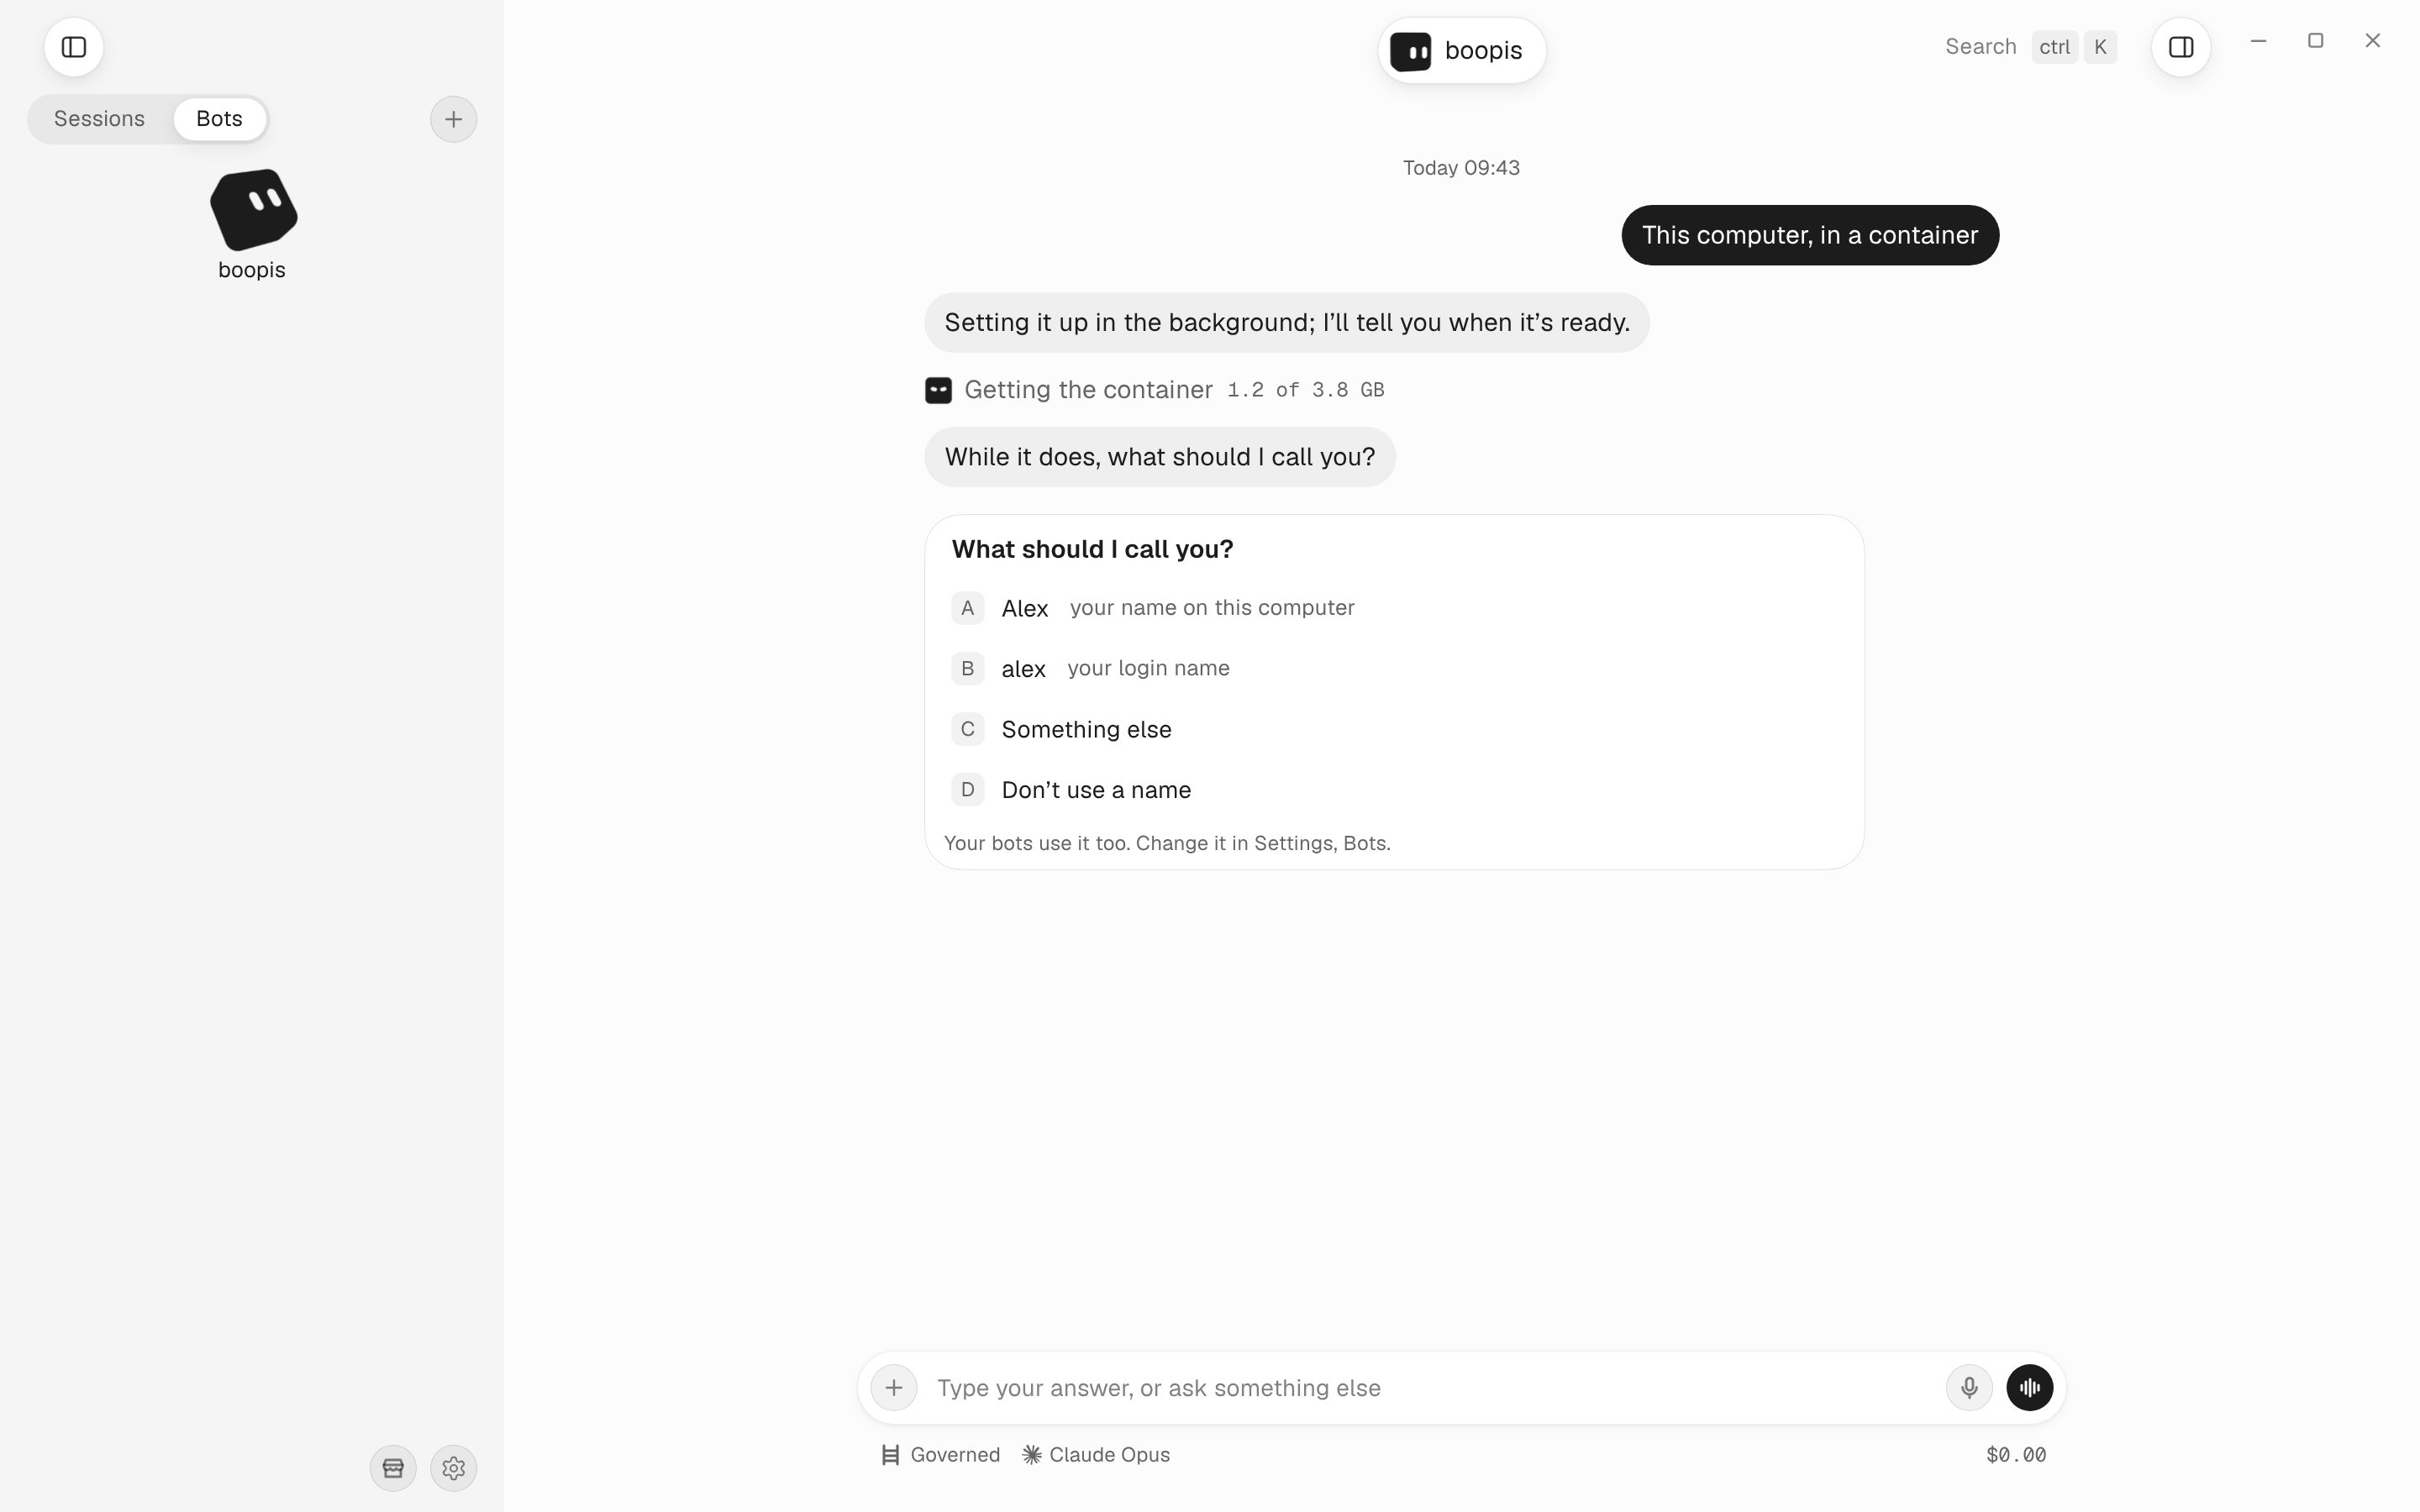 boopis
Search ctrl K
Sessions Bots
boopis
Today 09:43
This computer, in a container
Setting it up in the background; I’ll tell you when it’s ready.
Getting the container 1.2 of 3.8 GB
While it does, what should I call you?
What should I call you?
A Alex your name on this computer
B alex your login name
C Something else
D Don’t use a name
Your bots use it too. Change it in Settings, Bots.
Type your answer, or ask something else
Governed Claude Opus $0.00